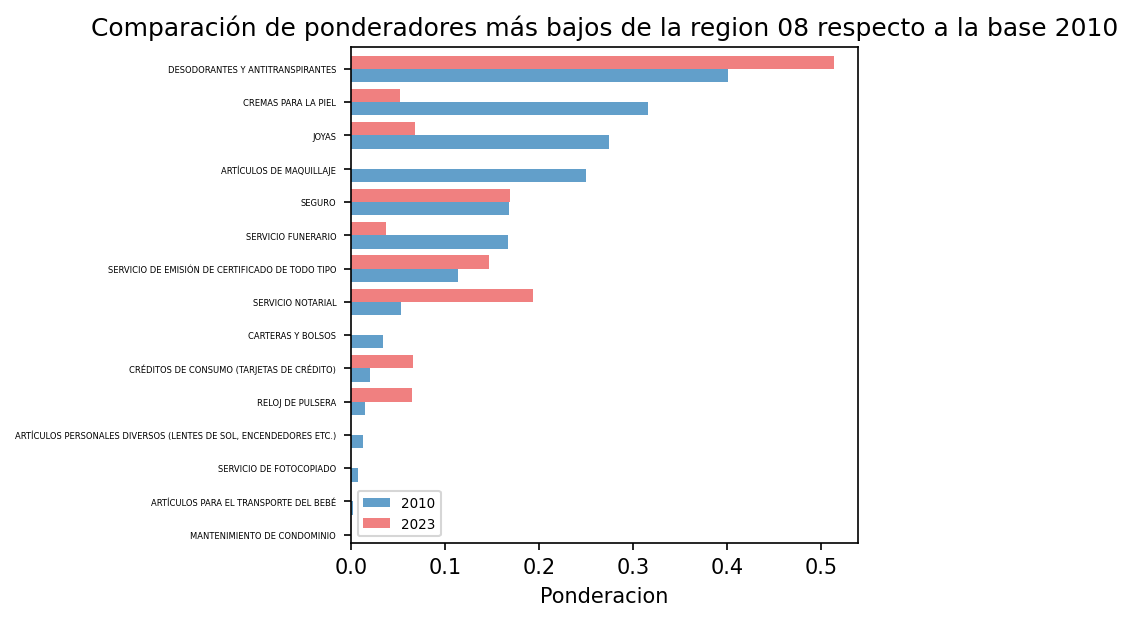 Comparación de ponderadores más bajos de la region 08 respecto a la base 2010
DESODORANTES Y ANTITRANSPIRANTES
CREMAS PARA LA PIEL
JOYAS
ARTÍCULOS DE MAQUILLAJE
SEGURO
SERVICIO FUNERARIO
SERVICIO DE EMISIÓN DE CERTIFICADO DE TODO TIPO
SERVICIO NOTARIAL
CARTERAS Y BOLSOS
CRÉDITOS DE CONSUMO (TARJETAS DE CRÉDITO)
RELOJ DE PULSERA
ARTÍCULOS PERSONALES DIVERSOS (LENTES DE SOL, ENCENDEDORES ETC.)
SERVICIO DE FOTOCOPIADO
ARTÍCULOS PARA EL TRANSPORTE DEL BEBÉ
MANTENIMIENTO DE CONDOMINIO
2010
2023
0.0 0.1 0.2 0.3 0.4 0.5
Ponderacion